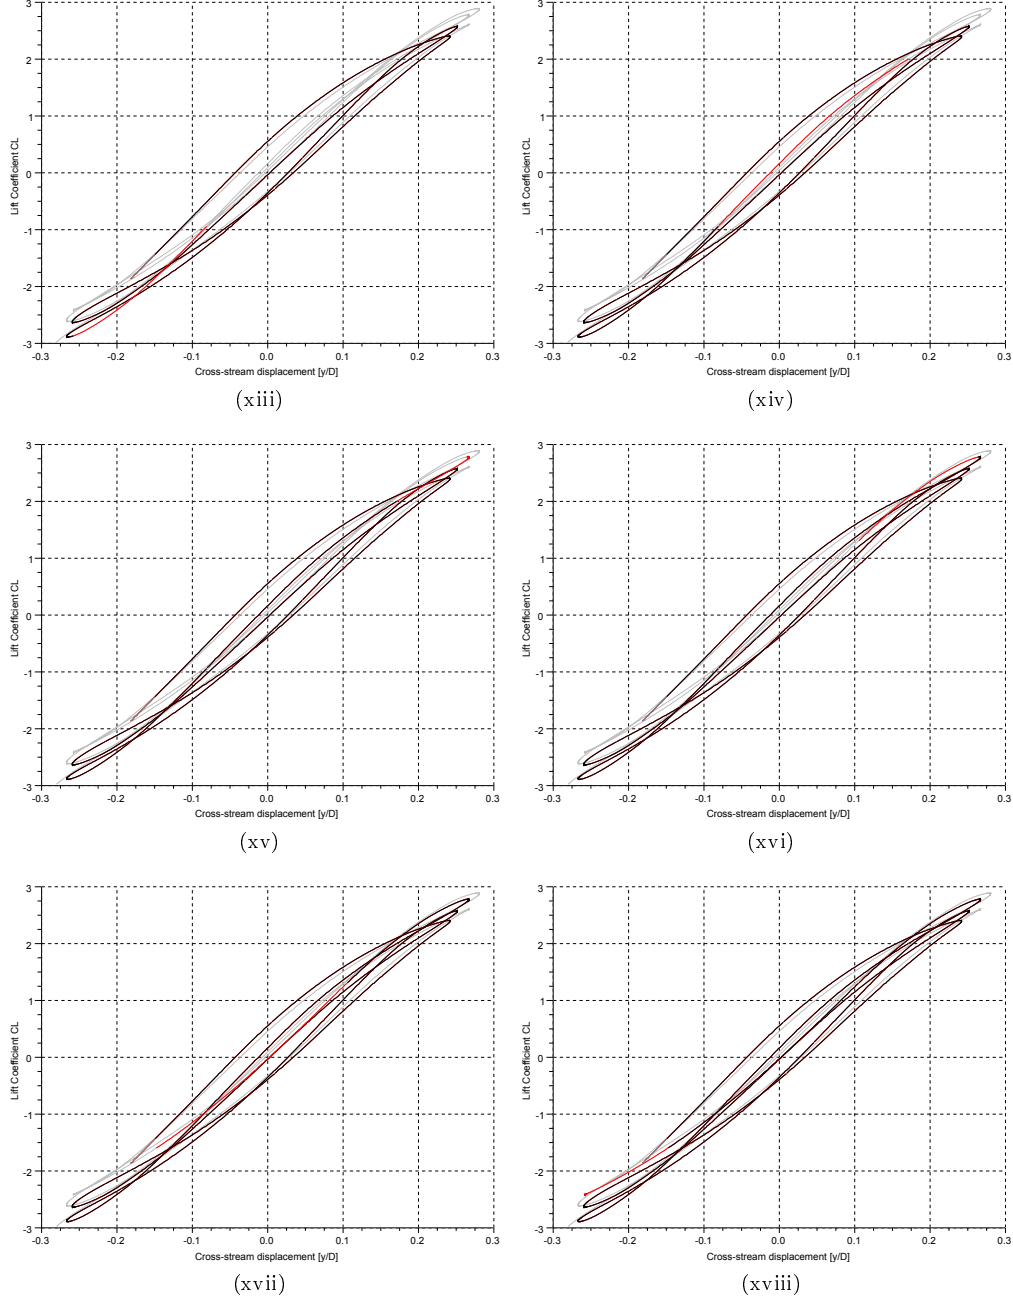 3
2
1
0
-1
-2
-3
Lift Coefficient CL
-0.3 -0.2 -0.1 0.0 0.1 0.2 0.3
Cross-stream displacement [y/D]
(xiii)
3
2
1
0
-1
-2
-3
Lift Coefficient CL
-0.3 -0.2 -0.1 0.0 0.1 0.2 0.3
Cross-stream displacement [y/D]
(xiv)
3
2
1
0
-1
-2
-3
Lift Coefficient CL
-0.3 -0.2 -0.1 0.0 0.1 0.2 0.3
Cross-stream displacement [y/D]
(xv)
3
2
1
0
-1
-2
-3
Lift Coefficient CL
-0.3 -0.2 -0.1 0.0 0.1 0.2 0.3
Cross-stream displacement [y/D]
(xvi)
3
2
1
0
-1
-2
-3
Lift Coefficient CL
-0.3 -0.2 -0.1 0.0 0.1 0.2 0.3
Cross-stream displacement [y/D]
(xvii)
3
2
1
0
-1
-2
-3
Lift Coefficient CL
-0.3 -0.2 -0.1 0.0 0.1 0.2 0.3
Cross-stream displacement [y/D]
(xviii)